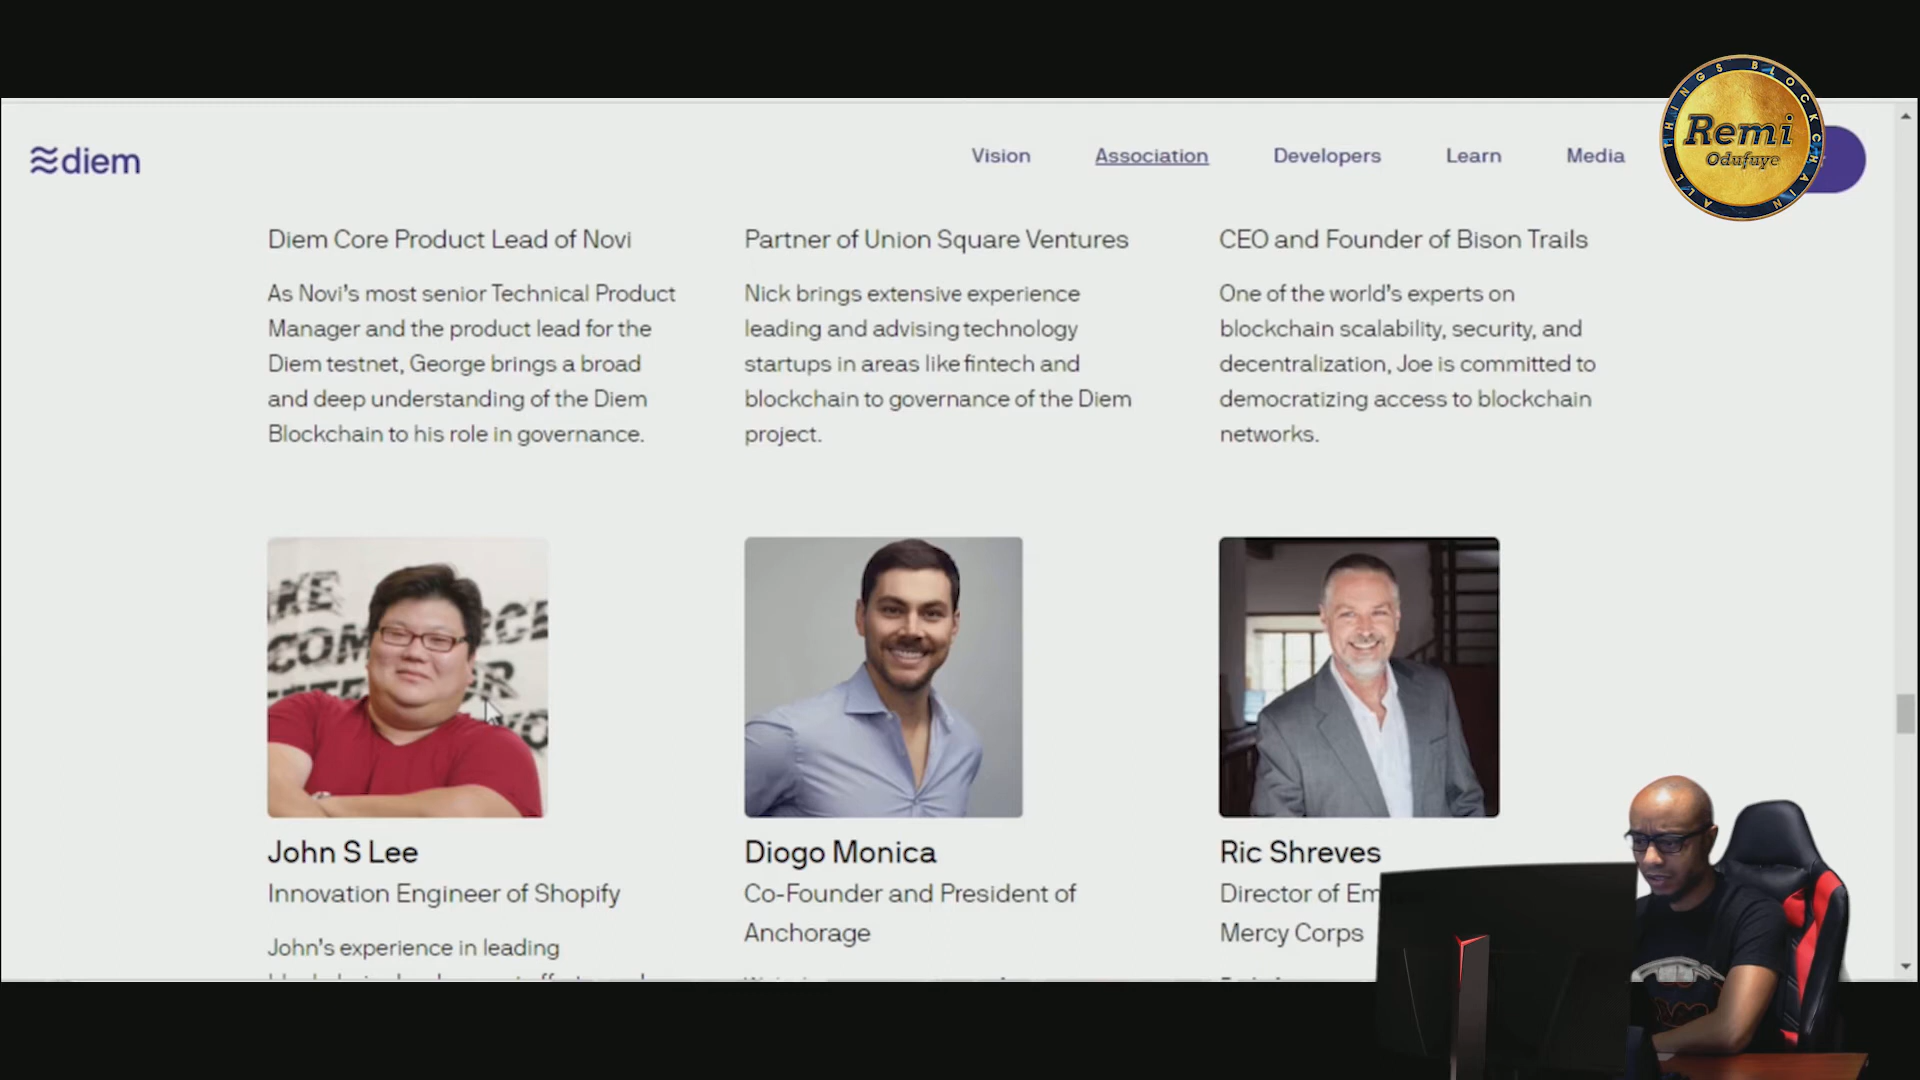 diem
Vision
Association
Developers
Learn
Media
ALL THINGS BLOCKCHAIN
Remi
Odufuye
Diem Core Product Lead of Novi
As Novi's most senior Technical Product
Manager and the product lead for the
Diem testnet, George brings a broad
and deep understanding of the Diem
Blockchain to his role in governance.
Partner of Union Square Ventures
Nick brings extensive experience
leading and advising technology
startups in areas like fintech and
blockchain to governance of the Diem
project.
CEO and Founder of Bison Trails
One of the world's experts on
blockchain scalability, security, and
decentralization, Joe is committed to
democratizing access to blockchain
networks.
John S Lee
Innovation Engineer of Shopify
John's experience in leading
Diogo Monica
Co-Founder and President of
Anchorage
Ric Shreves
Director of Em
Mercy Corps